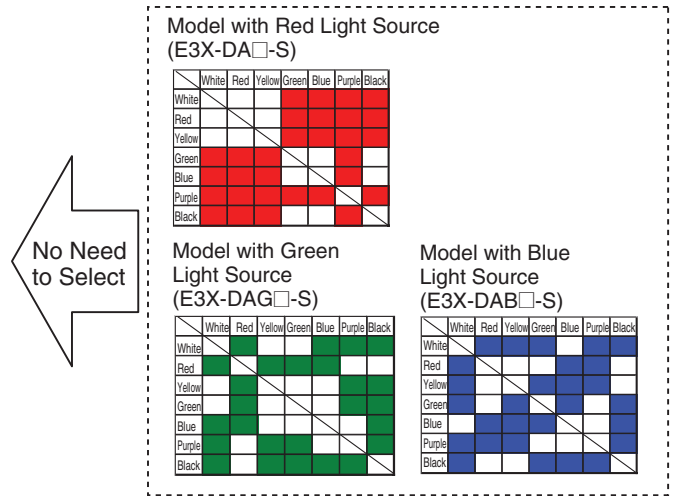 Model with Red Light Source
(E3X-DA□-S)
White Red Yellow Green Blue Purple Black
White
Red
Yellow
Green
Blue
Purple
Black
No Need
to Select
Model with Green
Light Source
(E3X-DAG□-S)
White Red Yellow Green Blue Purple Black
White
Red
Yellow
Green
Blue
Purple
Black
Model with Blue
Light Source
(E3X-DAB□-S)
White Red Yellow Green Blue Purple Black
White
Red
Yellow
Green
Blue
Purple
Black